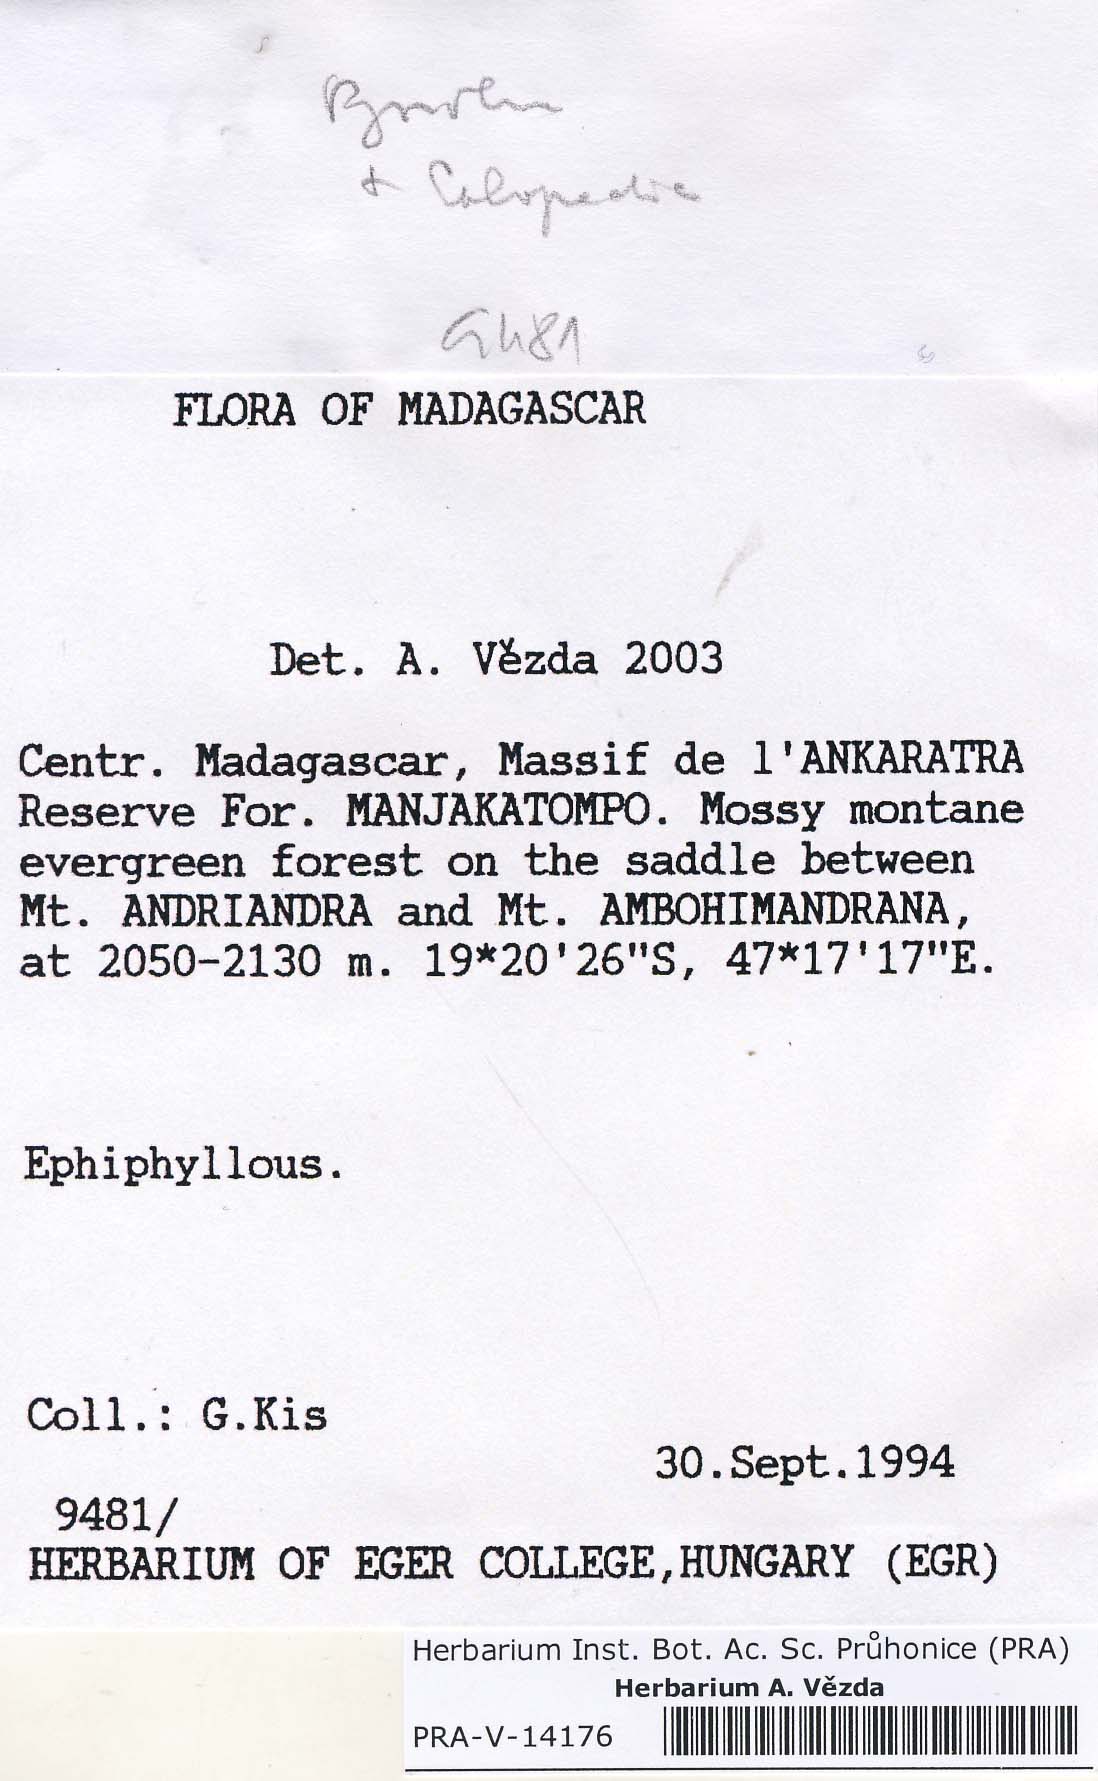 + Calopadia
9481
FLORA OF MADAGASCAR
Det. A. Vězda 2003
Centr. Madagascar, Massif de l'ANKARATRA
Reserve For. MANJAKATOMPO. Mossy montane
evergreen forest on the saddle between
Mt. ANDRIANDRA and Mt. AMBOHIMANDRANA,
at 2050-2130 m. 19*20'26"S, 47*17'17"E.
Ephiphyllous.
Coll.: G.Kis
30.Sept.1994
9481/
HERBARIUM OF EGER COLLEGE,HUNGARY (EGR)
Herbarium Inst. Bot. Ac. Sc. Průhonice (PRA)
Herbarium A. Vězda
PRA-V-14176